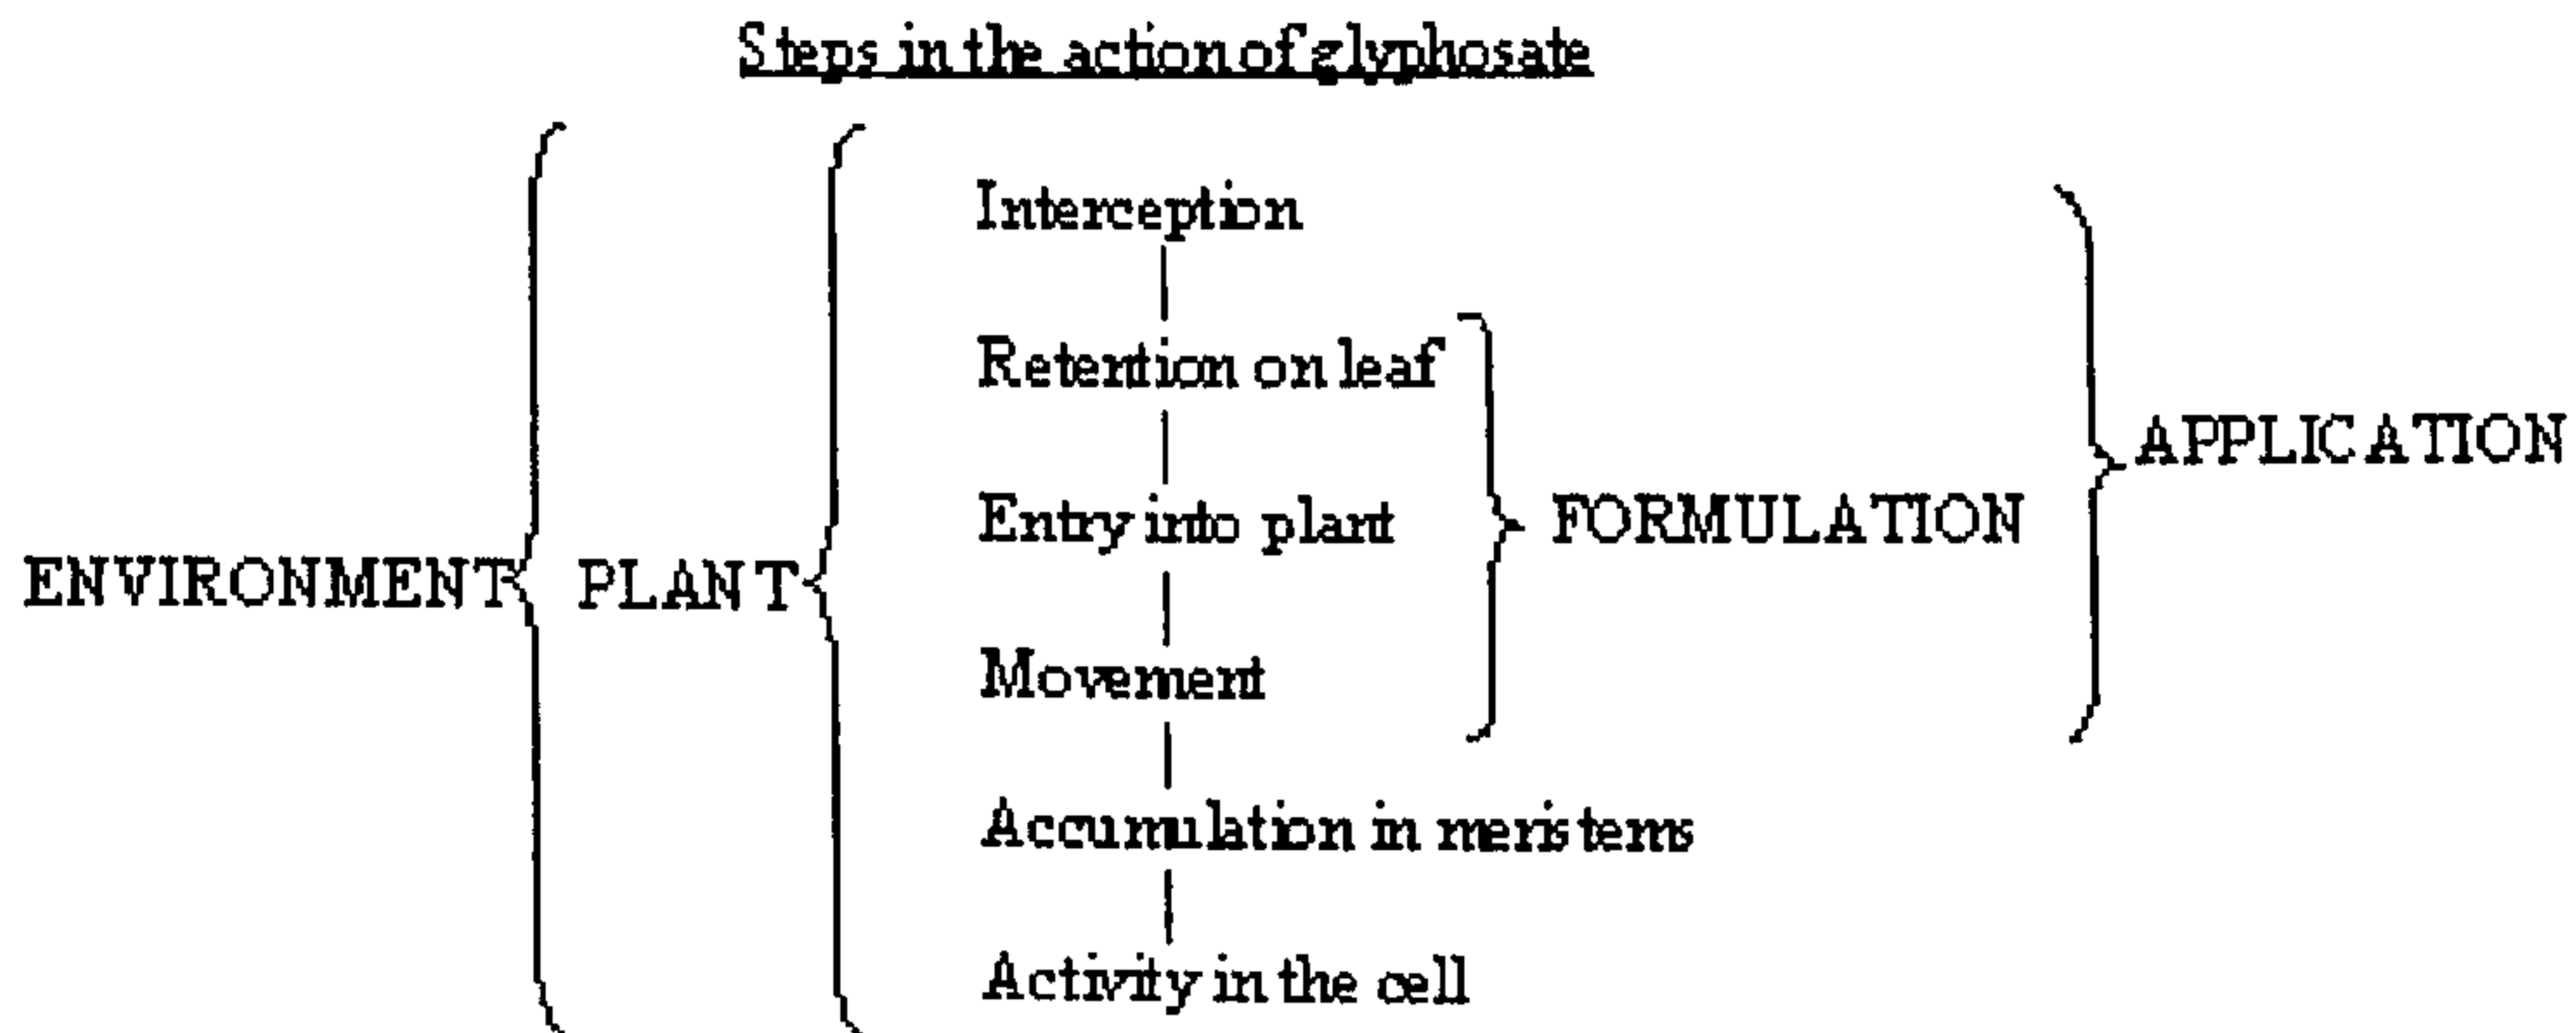 Steps in the action of glyphosate
Interception
Retention on leaf
APPLICATION
Entry into plant
FORMULATION
ENVIRONMENT
PLANT
Movement
Accumulation in meristems
Activity in the cell